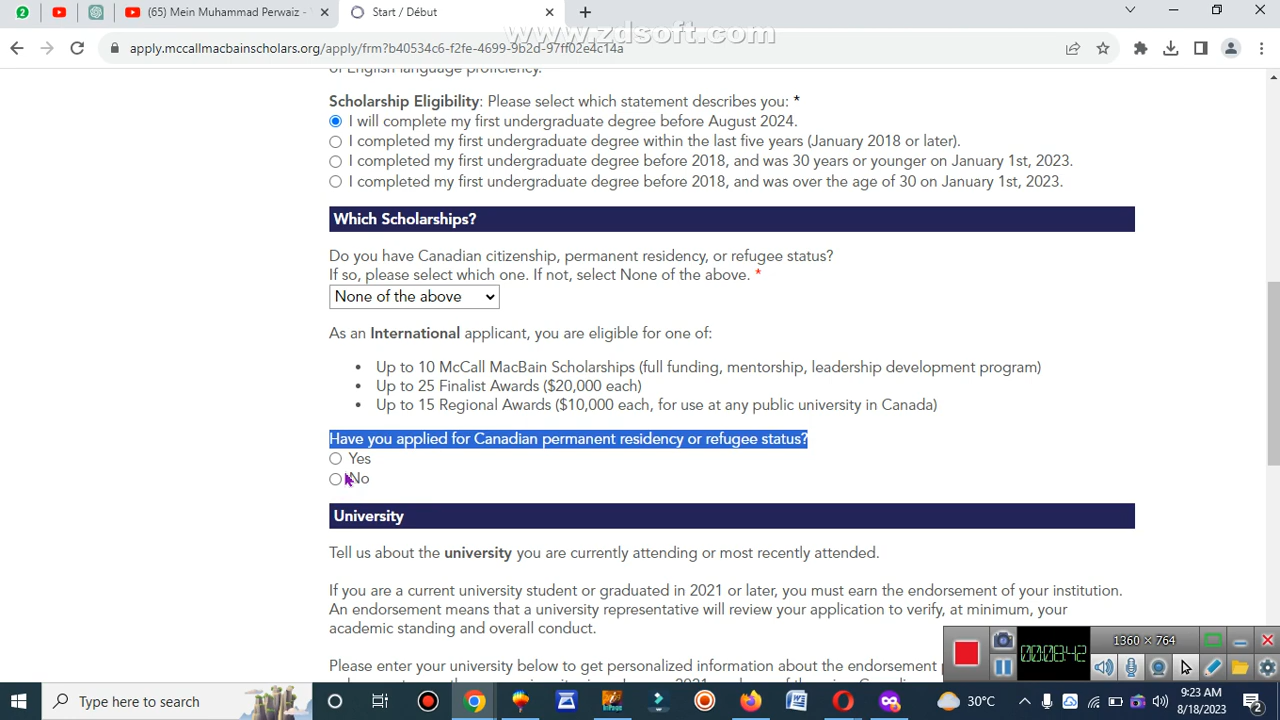 (65) Mein Muhammad Perwaiz -
Start / Début
www.zdsoft.com
apply.mccallmacbainscholars.org/apply/frm?b40534c6-f2fe-4699-9b2d-97ff02e4c14a
of English language proficiency.
Scholarship Eligibility: Please select which statement describes you: *
I will complete my first undergraduate degree before August 2024.
I completed my first undergraduate degree within the last five years (January 2018 or later).
I completed my first undergraduate degree before 2018, and was 30 years or younger on January 1st, 2023.
I completed my first undergraduate degree before 2018, and was over the age of 30 on January 1st, 2023.
Which Scholarships?
Do you have Canadian citizenship, permanent residency, or refugee status?
If so, please select which one. If not, select None of the above. *
None of the above
As an International applicant, you are eligible for one of:
• Up to 10 McCall MacBain Scholarships (full funding, mentorship, leadership development program)
• Up to 25 Finalist Awards ($20,000 each)
• Up to 15 Regional Awards ($10,000 each, for use at any public university in Canada)
Have you applied for Canadian permanent residency or refugee status?
Yes
No
University
Tell us about the university you are currently attending or most recently attended.
If you are a current university student or graduated in 2021 or later, you must earn the endorsement of your institution.
An endorsement means that a university representative will review your application to verify, at minimum, your
academic standing and overall conduct.
Please enter your university below to get personalized information about the endorsement
00:08:42
1360 × 764
Type here to search
30°C
9:23 AM
8/18/2023
2